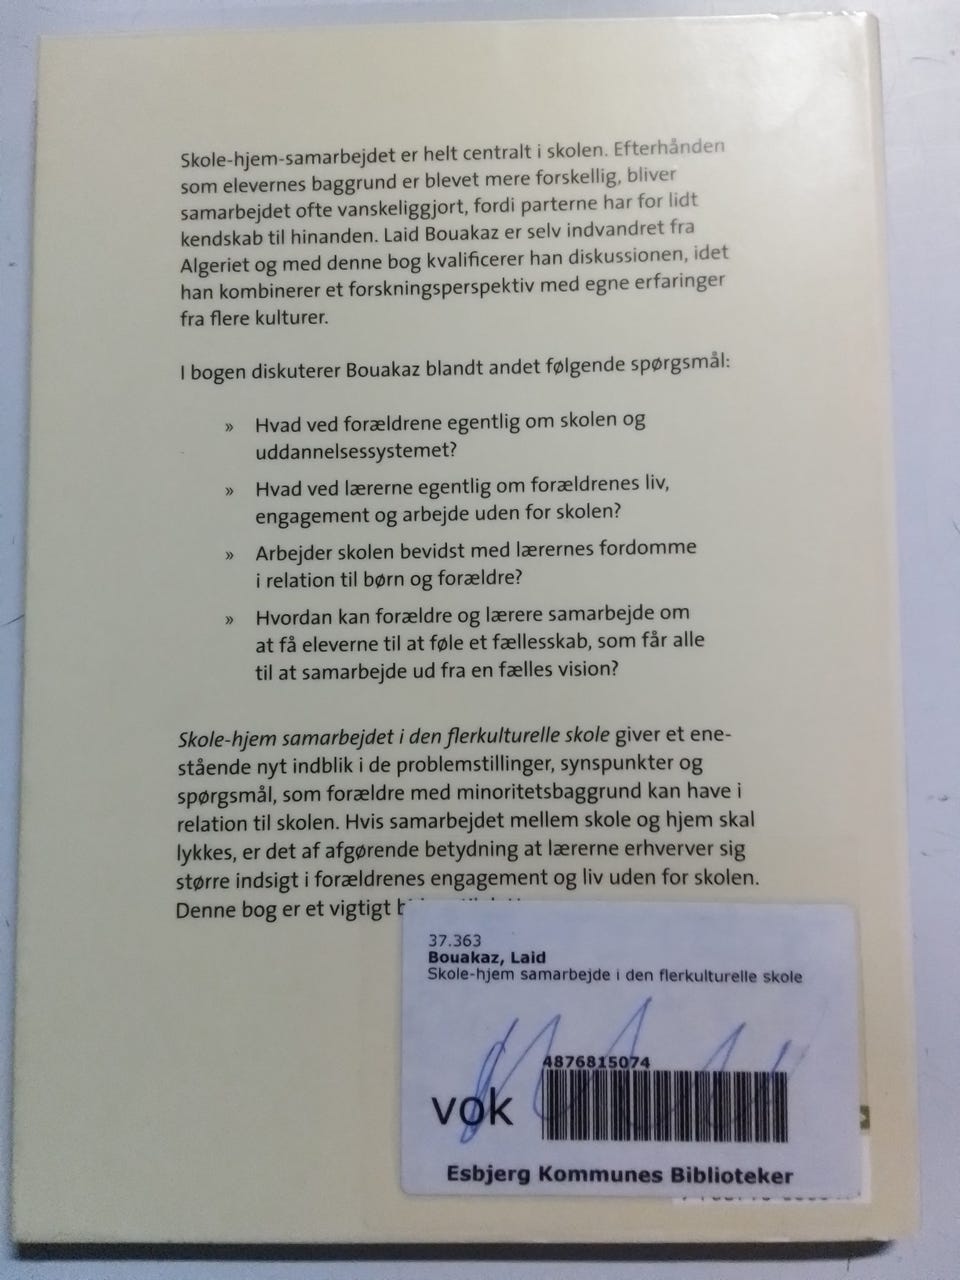 Skole-hjem-samarbejdet er helt centralt i skolen. Efterhånden
som elevernes baggrund er blevet mere forskellig, bliver
samarbejdet ofte vanskeliggjort, fordi parterne har for lidt
kendskab til hinanden. Laid Bouakaz er selv indvandret fra
Algeriet og med denne bog kvalificerer han diskussionen, idet
han kombinerer et forskningsperspektiv med egne erfaringer
fra flere kulturer.
I bogen diskuterer Bouakaz blandt andet følgende spørgsmål:
» Hvad ved forældrene egentlig om skolen og
uddannelsessystemet?
» Hvad ved lærerne egentlig om forældrenes liv,
engagement og arbejde uden for skolen?
» Arbejder skolen bevidst med lærernes fordomme
i relation til børn og forældre?
» Hvordan kan forældre og lærere samarbejde om
at få eleverne til at føle et fællesskab, som får alle
til at samarbejde ud fra en fælles vision?
Skole-hjem samarbejdet i den flerkulturelle skole giver et ene-
stående nyt indblik i de problemstillinger, synspunkter og
spørgsmål, som forældre med minoritetsbaggrund kan have i
relation til skolen. Hvis samarbejdet mellem skole og hjem skal
lykkes, er det af afgørende betydning at lærerne erhverver sig
større indsigt i forældrenes engagement og liv uden for skolen.
Denne bog er et vigtigt
37.363
Bouakaz, Laid
Skole-hjem samarbejde i den flerkulturelle skole
4876815074
vok
Esbjerg Kommunes Biblioteker